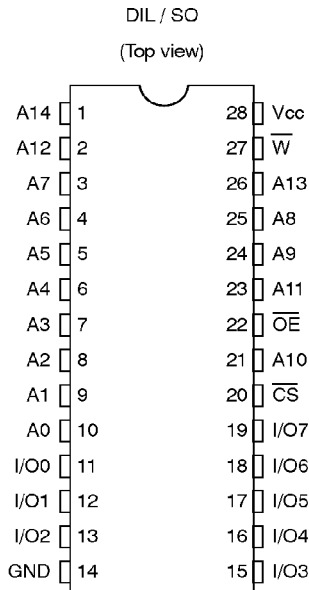 DIL / SO
(Top view)
A14 1 28 Vcc
A12 2 27 W̅
A7 3 26 A13
A6 4 25 A8
A5 5 24 A9
A4 6 23 A11
A3 7 22 O̅E̅
A2 8 21 A10
A1 9 20 C̅S̅
A0 10 19 I/O7
I/O0 11 18 I/O6
I/O1 12 17 I/O5
I/O2 13 16 I/O4
GND 14 15 I/O3